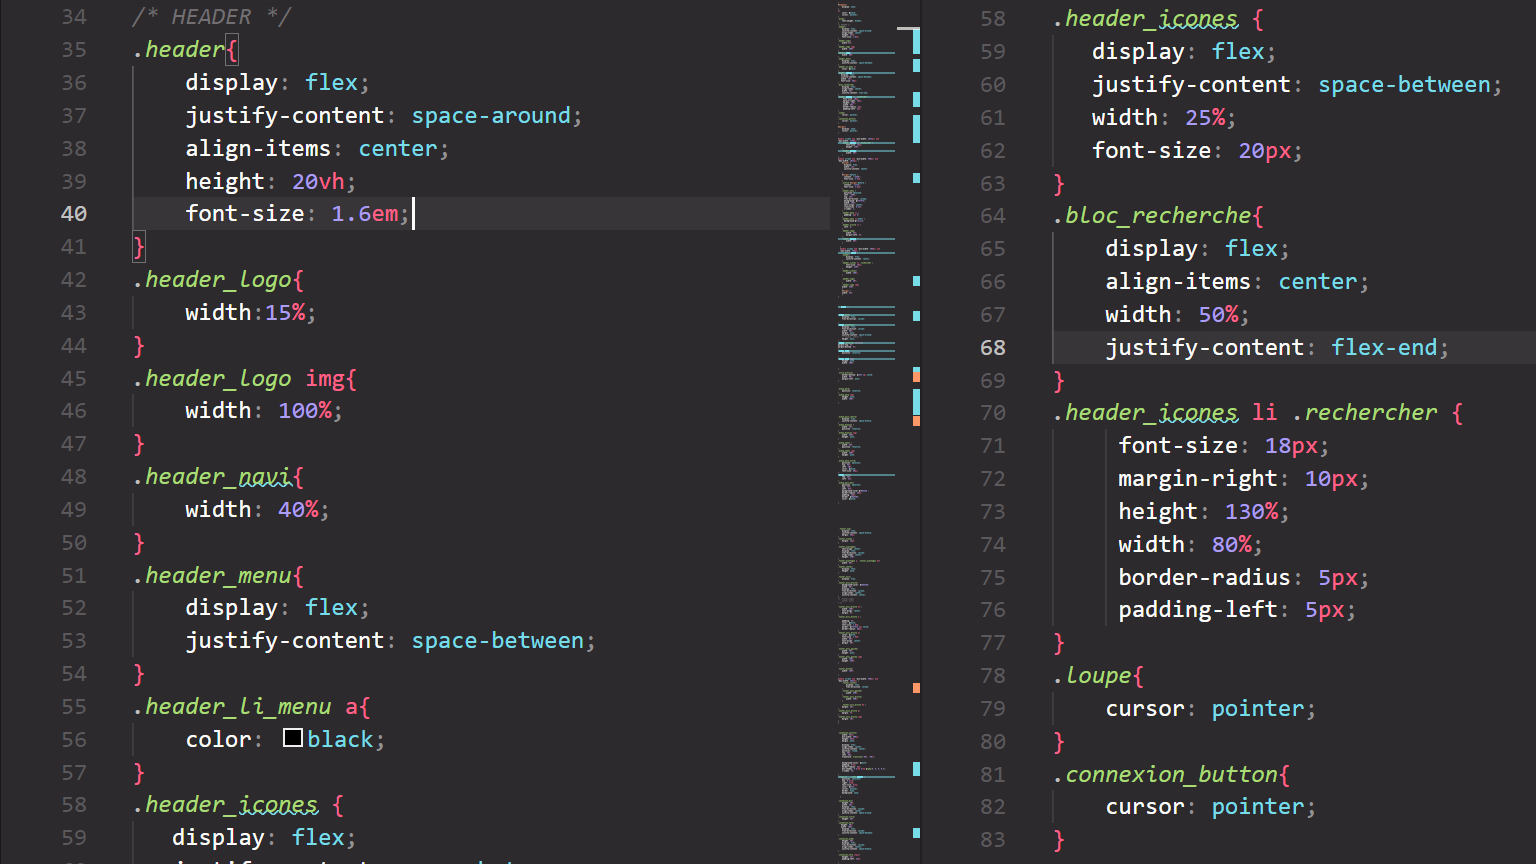 34 /* HEADER */
35 .header{
36 display: flex;
37 justify-content: space-around;
38 align-items: center;
39 height: 20vh;
40 font-size: 1.6em;
41 }
42 .header_logo{
43 width:15%;
44 }
45 .header_logo img{
46 width: 100%;
47 }
48 .header_navi{
49 width: 40%;
50 }
51 .header_menu{
52 display: flex;
53 justify-content: space-between;
54 }
55 .header_li_menu a{
56 color: black;
57 }
58 .header_icones {
59 display: flex;
58 .header_icones {
59 display: flex;
60 justify-content: space-between;
61 width: 25%;
62 font-size: 20px;
63 }
64 .bloc_recherche{
65 display: flex;
66 align-items: center;
67 width: 50%;
68 justify-content: flex-end;
69 }
70 .header_icones li .rechercher {
71 font-size: 18px;
72 margin-right: 10px;
73 height: 130%;
74 width: 80%;
75 border-radius: 5px;
76 padding-left: 5px;
77 }
78 .loupe{
79 cursor: pointer;
80 }
81 .connexion_button{
82 cursor: pointer;
83 }